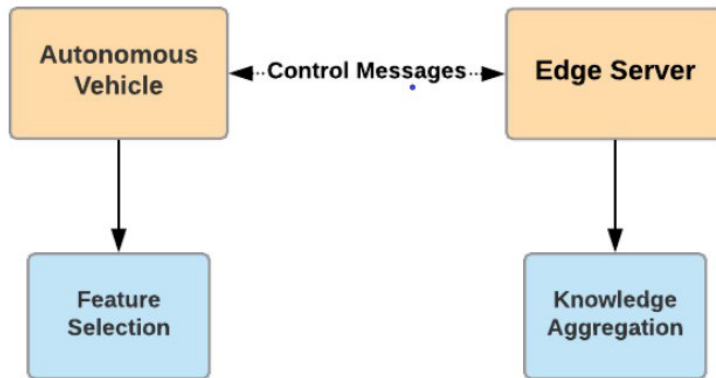 Autonomous
Vehicle
Control Messages
Edge Server
Feature
Selection
Knowledge
Aggregation